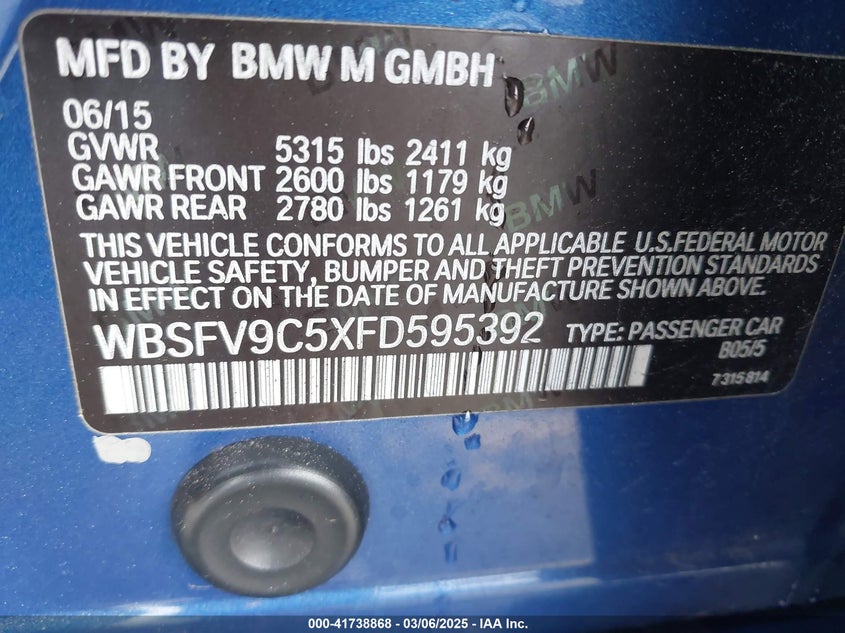 MFD BY BMW M GMBH
06/15
GVWR 5315 lbs 2411 kg
GAWR FRONT 2600 lbs 1179 kg
GAWR REAR 2780 lbs 1261 kg
THIS VEHICLE CONFORMS TO ALL APPLICABLE U.S.FEDERAL MOTOR
VEHICLE SAFETY, BUMPER AND THEFT PREVENTION STANDARDS
IN EFFECT ON THE DATE OF MANUFACTURE SHOWN ABOVE.
WBSFV9C5XFD595392 TYPE: PASSENGER CAR
B05/5
7315814
000-41738868 - 03/06/2025 - IAA Inc.